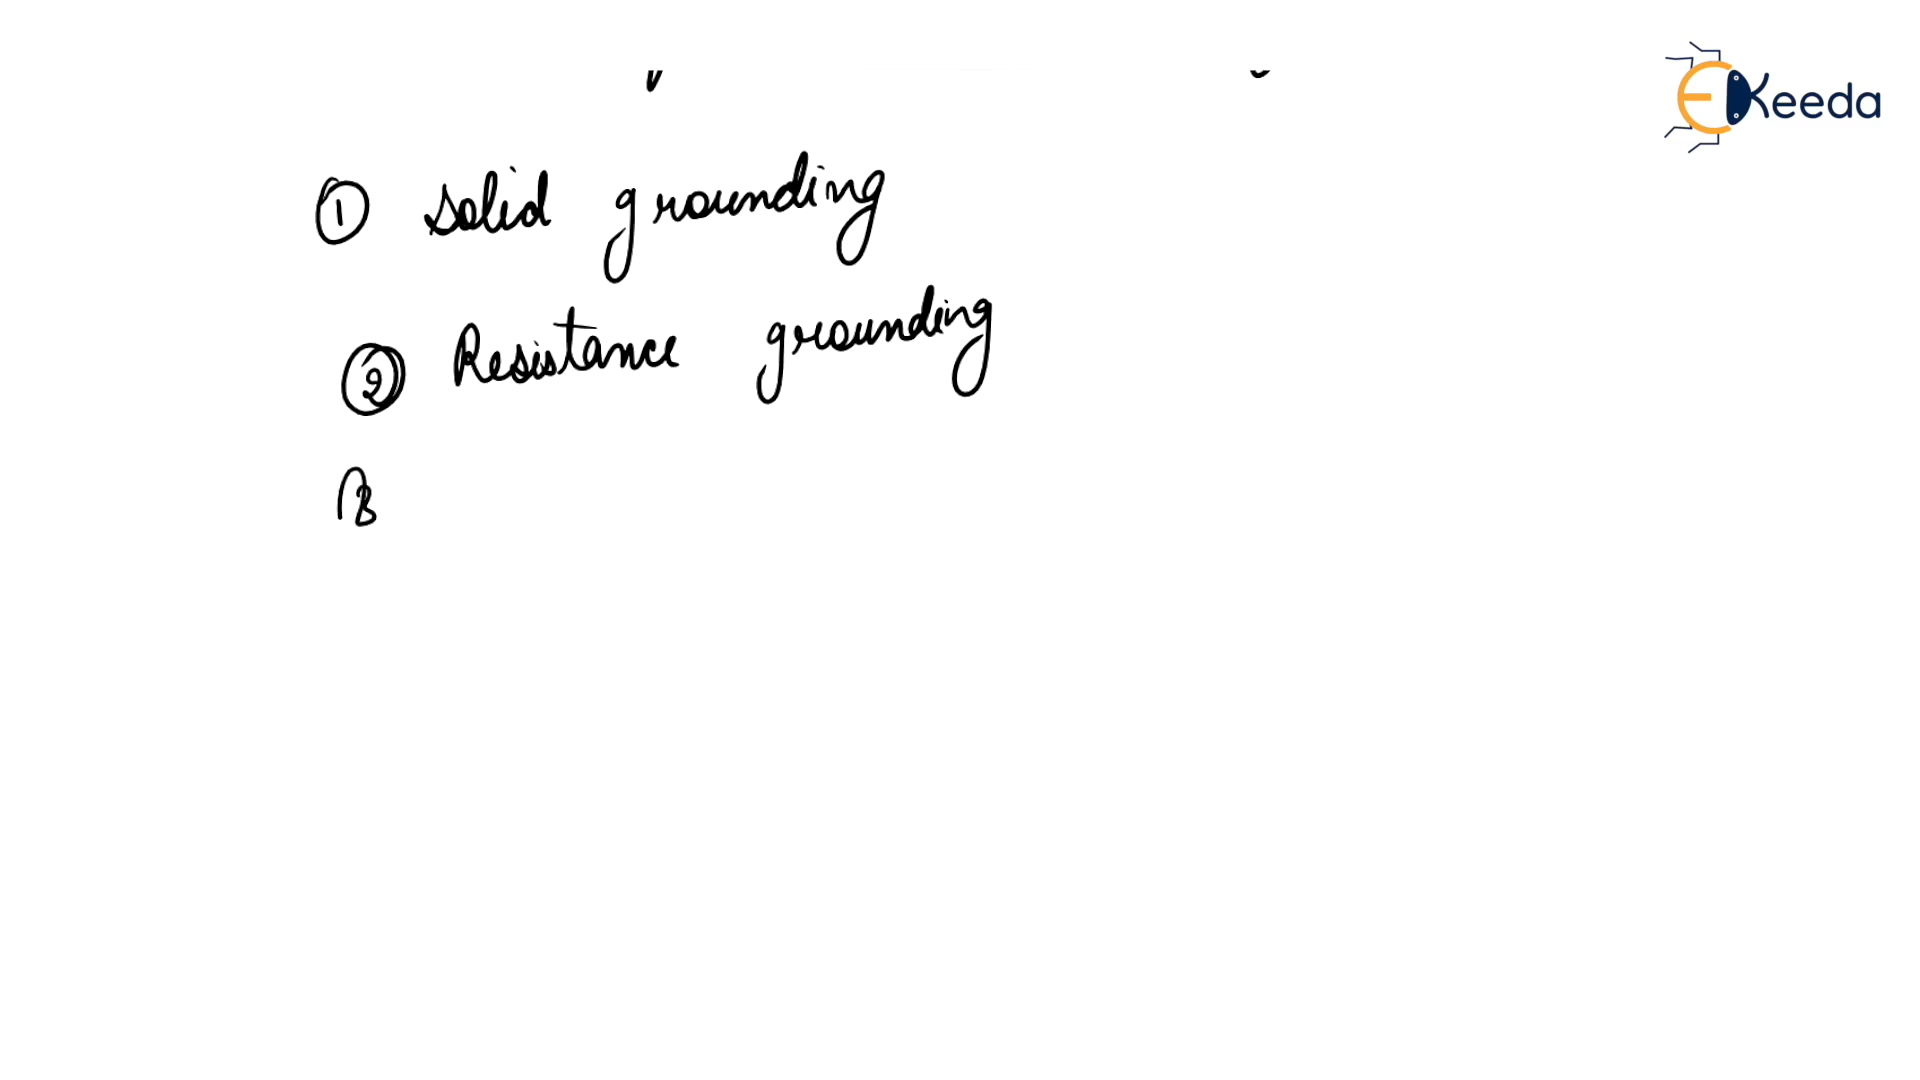 EKeeda
① Solid grounding
② Resistance grounding
3